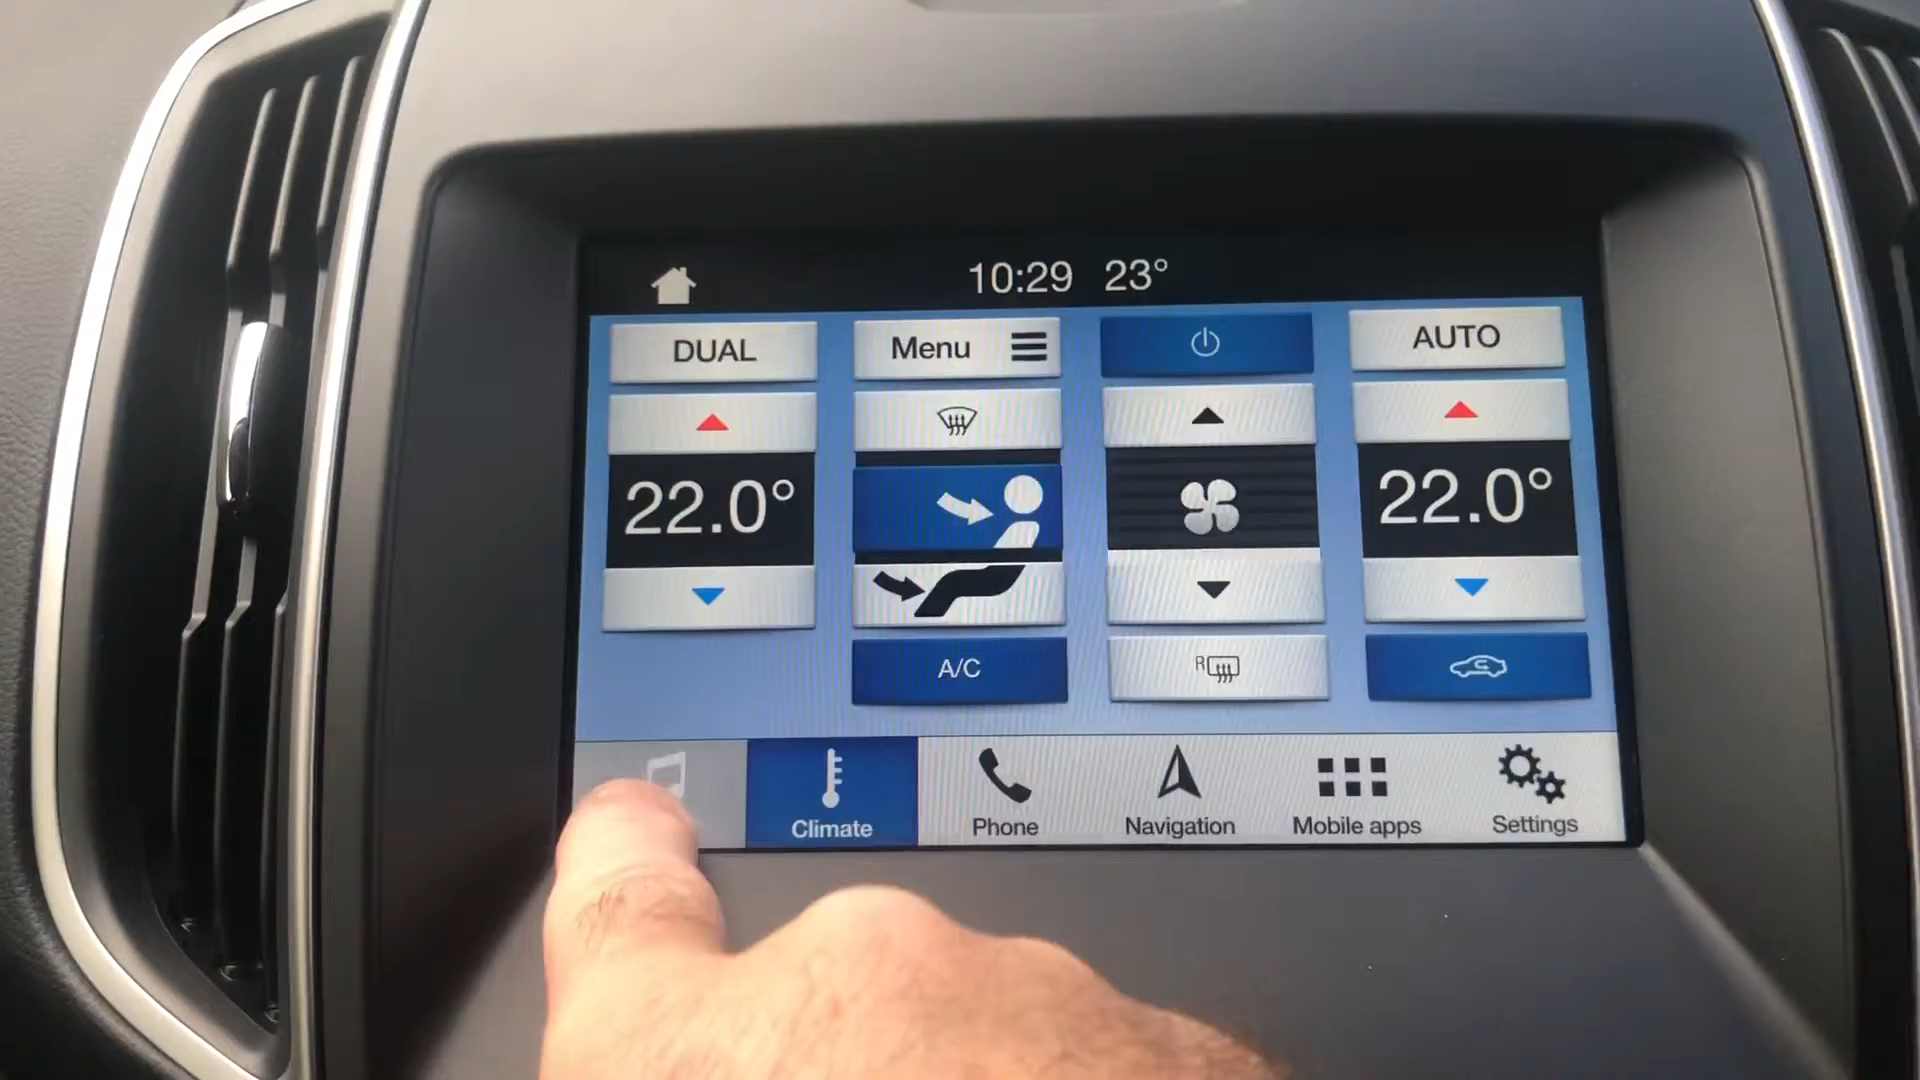 10:29 23°
DUAL
Menu
AUTO
22.0°
22.0°
A/C
R
Climate
Phone
Navigation
Mobile apps
Settings